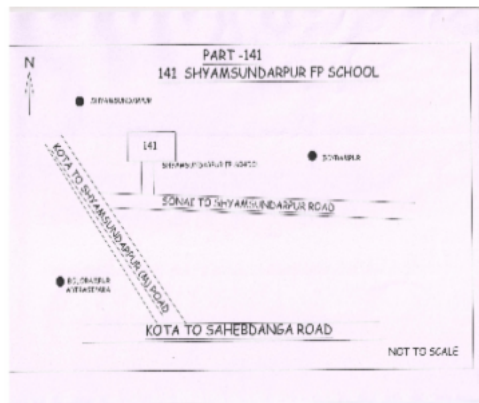 PART -141
141 SHYAMSUNDARPUR FP SCHOOL
N
SHYAMSUNDARPUR
141
SHYAMSUNDARPUR FP SCHOOL
SONAI TO SHYAMSUNDARPUR ROAD
KOTA TO SHYAMSUNDARPUR (M) ROAD
KOTA TO SAHEBDANGA ROAD
NOT TO SCALE